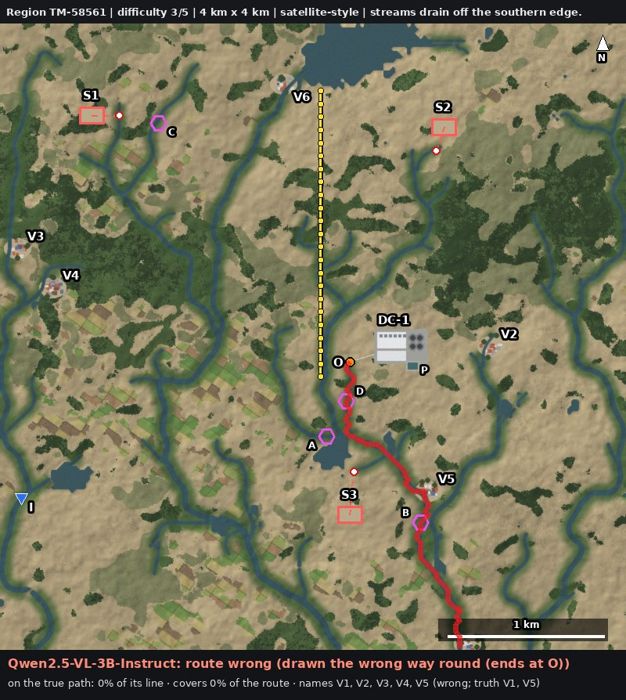 Region TM-58561 | difficulty 3/5 | 4 km x 4 km | satellite-style | streams drain off the southern edge.
N
V6
S1
S2
C
V3
V4
DC-1
V2
O
P
D
A
V5
S3
I
B
1 km
Qwen2.5-VL-3B-Instruct: route wrong (drawn the wrong way round (ends at O))
on the true path: 0% of its line · covers 0% of the route · names V1, V2, V3, V4, V5 (wrong; truth V1, V5)